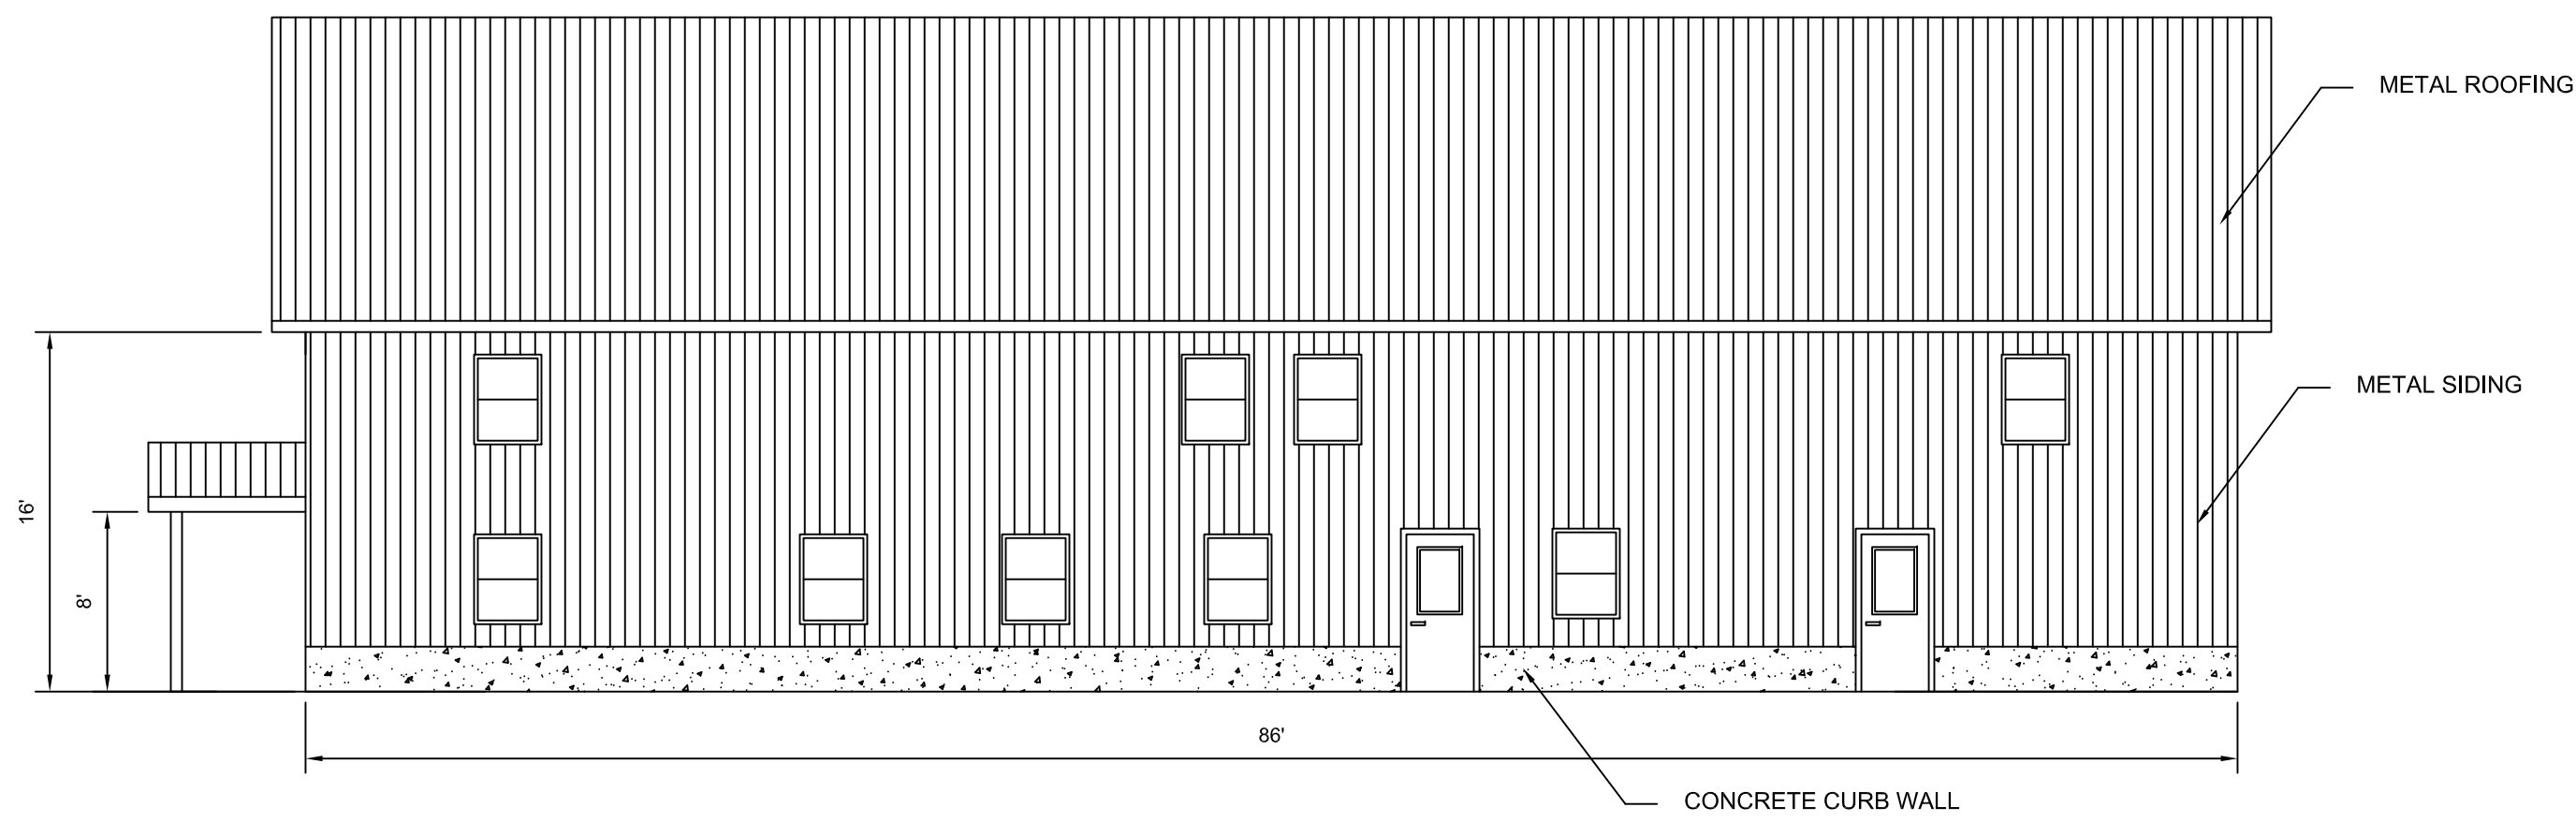 METAL ROOFING
METAL SIDING
16'
8'
86'
CONCRETE CURB WALL